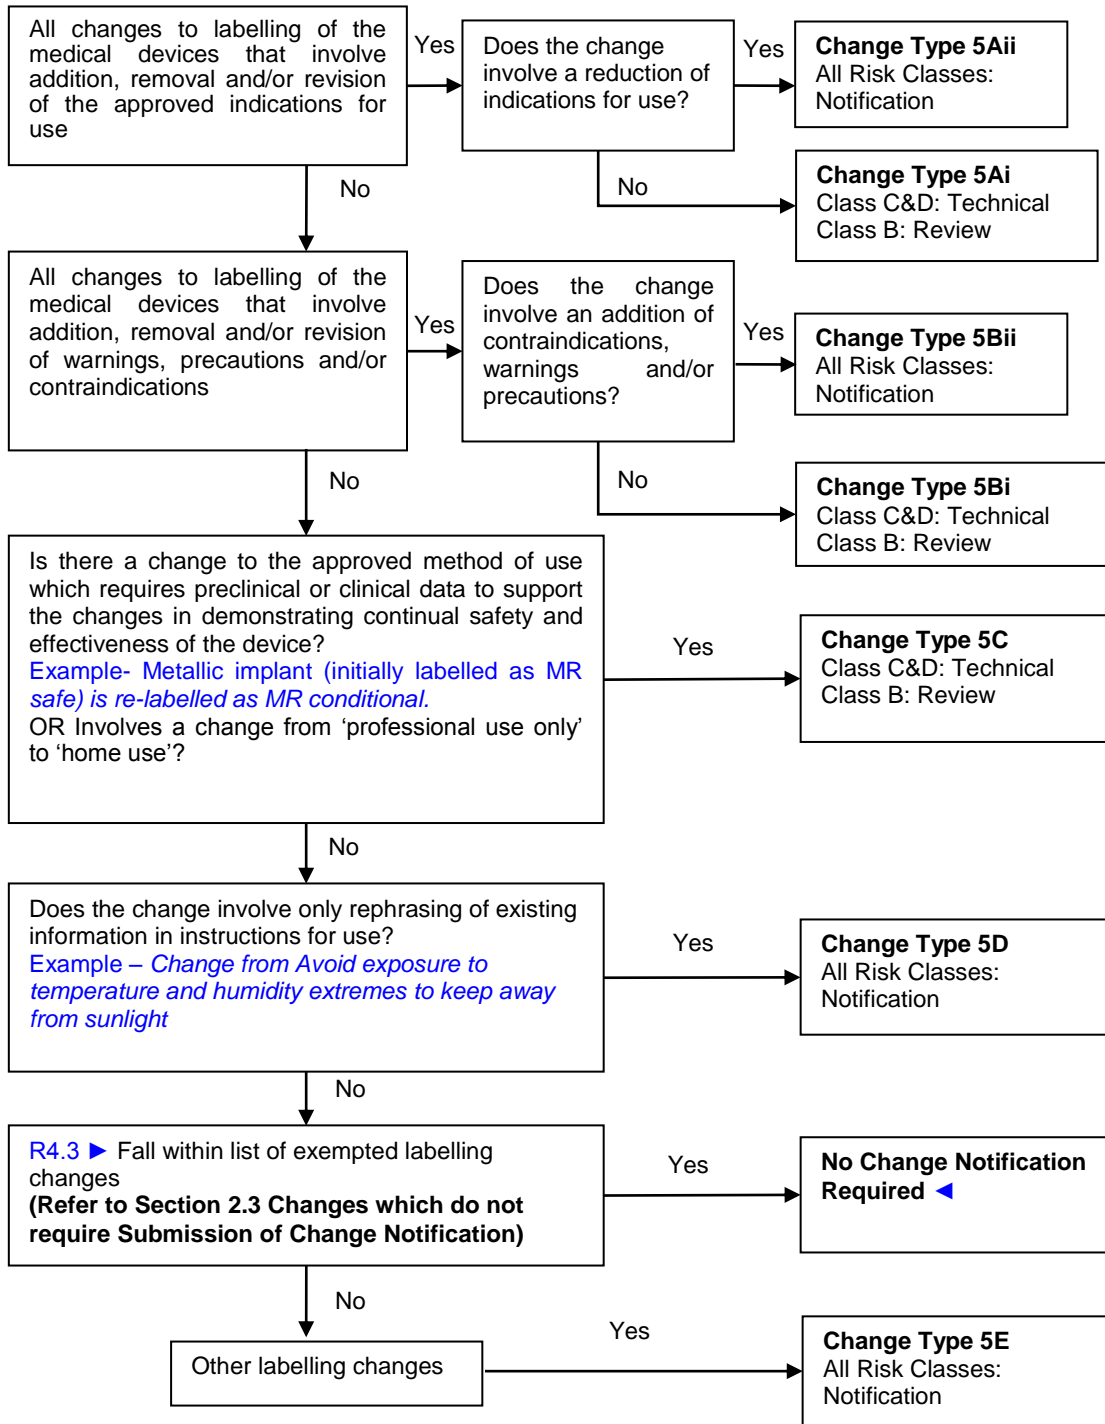 All changes to labelling of the
medical devices that involve
addition, removal and/or revision
of the approved indications for
use
Yes
Does the change
involve a reduction of
indications for use?
Yes
Change Type 5Aii
All Risk Classes:
Notification
No
No
Change Type 5Ai
Class C&D: Technical
Class B: Review
All changes to labelling of the
medical devices that involve
addition, removal and/or revision
of warnings, precautions and/or
contraindications
Yes
Does the change
involve an addition of
contraindications,
warnings and/or
precautions?
Yes
Change Type 5Bii
All Risk Classes:
Notification
No
No
Change Type 5Bi
Class C&D: Technical
Class B: Review
Is there a change to the approved method of use
which requires preclinical or clinical data to support
the changes in demonstrating continual safety and
effectiveness of the device?
Example- Metallic implant (initially labelled as MR
safe) is re-labelled as MR conditional.
OR Involves a change from ‘professional use only’
to ‘home use’?
Yes
Change Type 5C
Class C&D: Technical
Class B: Review
No
Does the change involve only rephrasing of existing
information in instructions for use?
Example – Change from Avoid exposure to
temperature and humidity extremes to keep away
from sunlight
Yes
Change Type 5D
All Risk Classes:
Notification
No
R4.3 ► Fall within list of exempted labelling
changes
(Refer to Section 2.3 Changes which do not
require Submission of Change Notification)
Yes
No Change Notification
Required ◄
No
Other labelling changes
Yes
Change Type 5E
All Risk Classes:
Notification